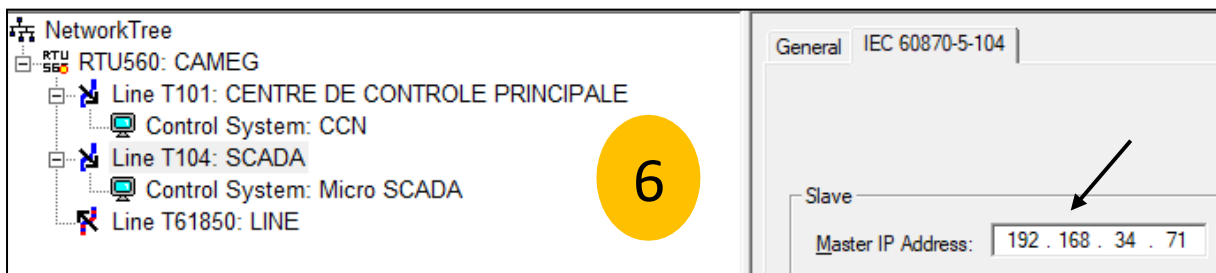 NetworkTree
RTU560: CAMEG
Line T101: CENTRE DE CONTROLE PRINCIPALE
Control System: CCN
Line T104: SCADA
Control System: Micro SCADA
Line T61850: LINE
6
General IEC 60870-5-104
Slave
Master IP Address: 192 . 168 . 34 . 71